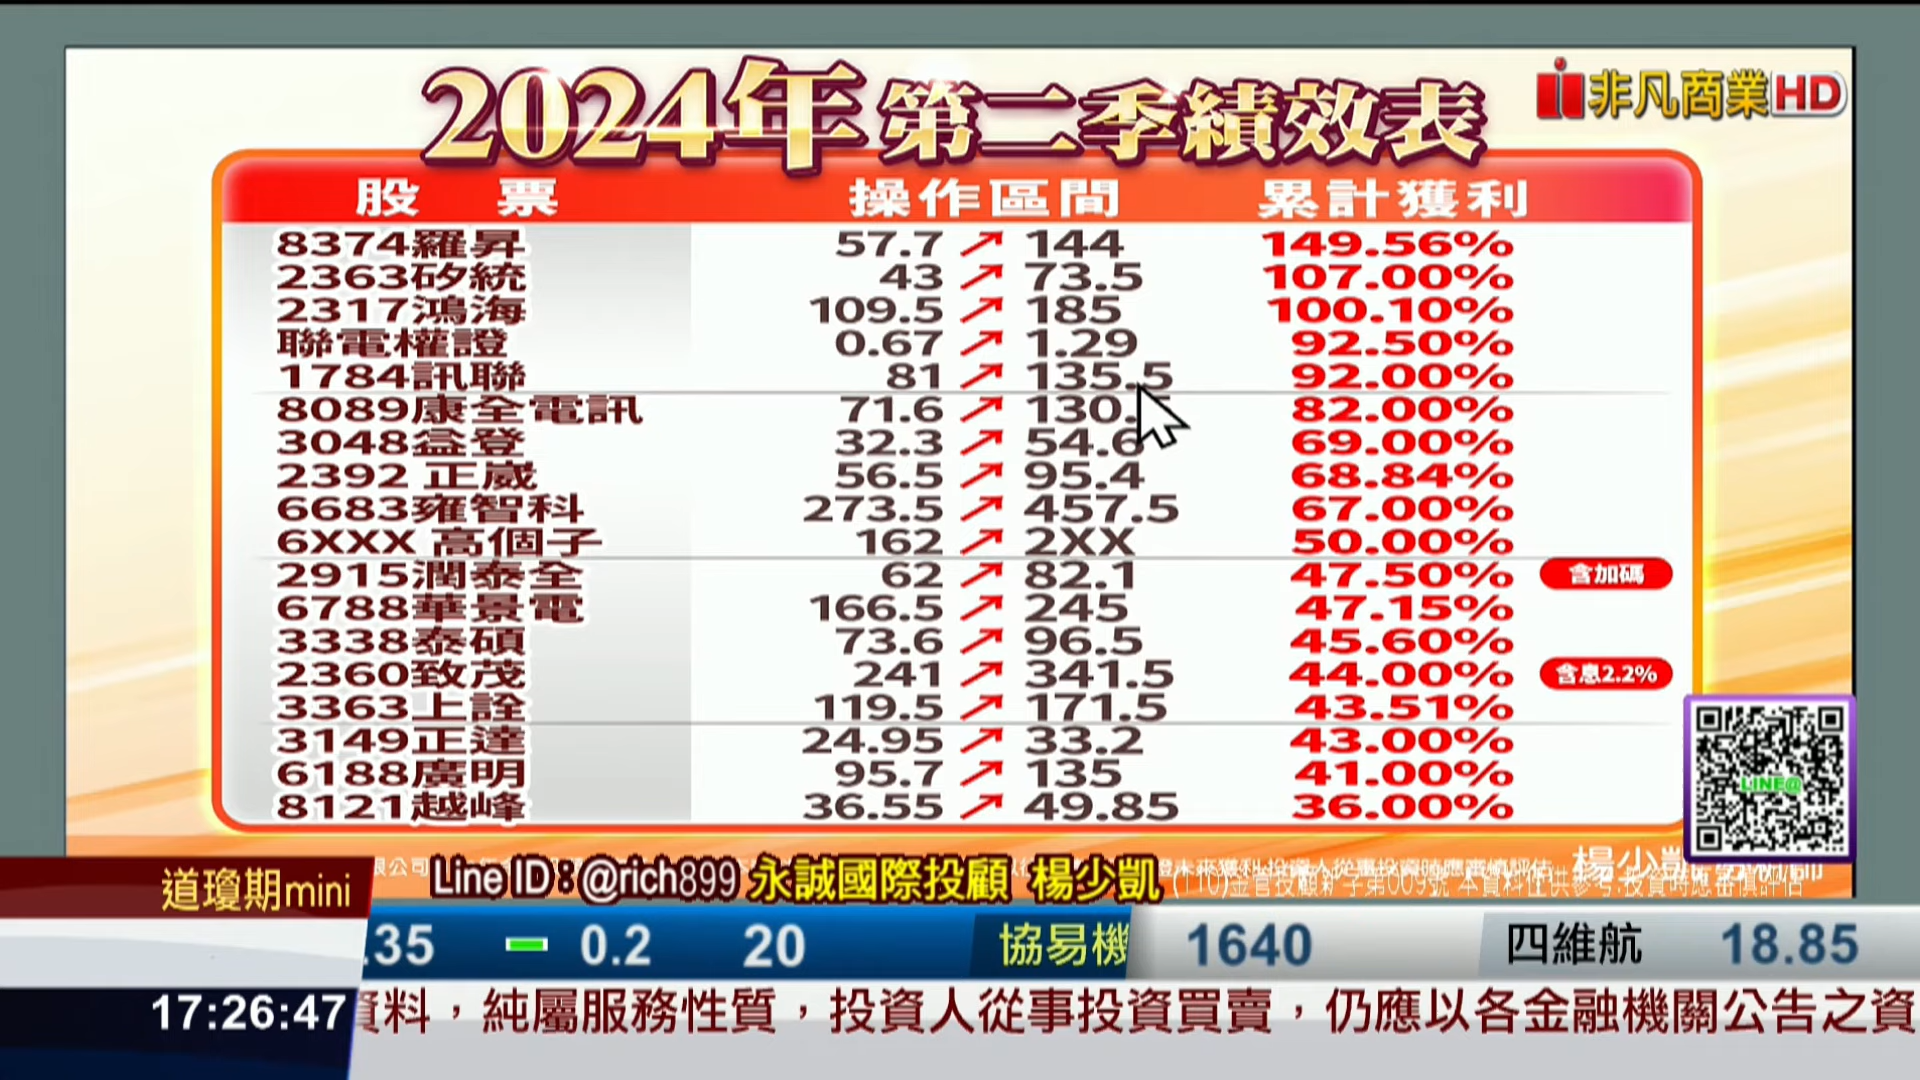 2024年 第二季績效表
非凡商業HD
股 票 操作區間 累計獲利
8374羅昇 57.7 ↗ 144 149.56%
2363矽統 43 ↗ 73.5 107.00%
2317鴻海 109.5 ↗ 185 100.10%
聯電權證 0.67 ↗ 1.29 92.50%
1784訊聯 81 ↗ 135.5 92.00%
8089康全電訊 71.6 ↗ 130.5 82.00%
3048益登 32.3 ↗ 54.6 69.00%
2392 正崴 56.5 ↗ 95.4 68.84%
6683雍智科 273.5 ↗ 457.5 67.00%
6XXX 高個子 162 ↗ 2XX 50.00%
2915潤泰全 62 ↗ 82.1 47.50% 含加碼
6788華景電 166.5 ↗ 245 47.15%
3338泰碩 73.6 ↗ 96.5 45.60%
2360致茂 241 ↗ 341.5 44.00% 含息2.2%
3363上詮 119.5 ↗ 171.5 43.51%
3149正達 24.95 ↗ 33.2 43.00%
6188廣明 95.7 ↗ 135 41.00%
8121越峰 36.55 ↗ 49.85 36.00%
LINE@
限公司
Line ID：@rich899 永誠國際投顧 楊少凱
道瓊期mini
.35 0.2 20 協易機 1640 四維航 18.85
17:26:47
資料，純屬服務性質，投資人從事投資買賣，仍應以各金融機關公告之資